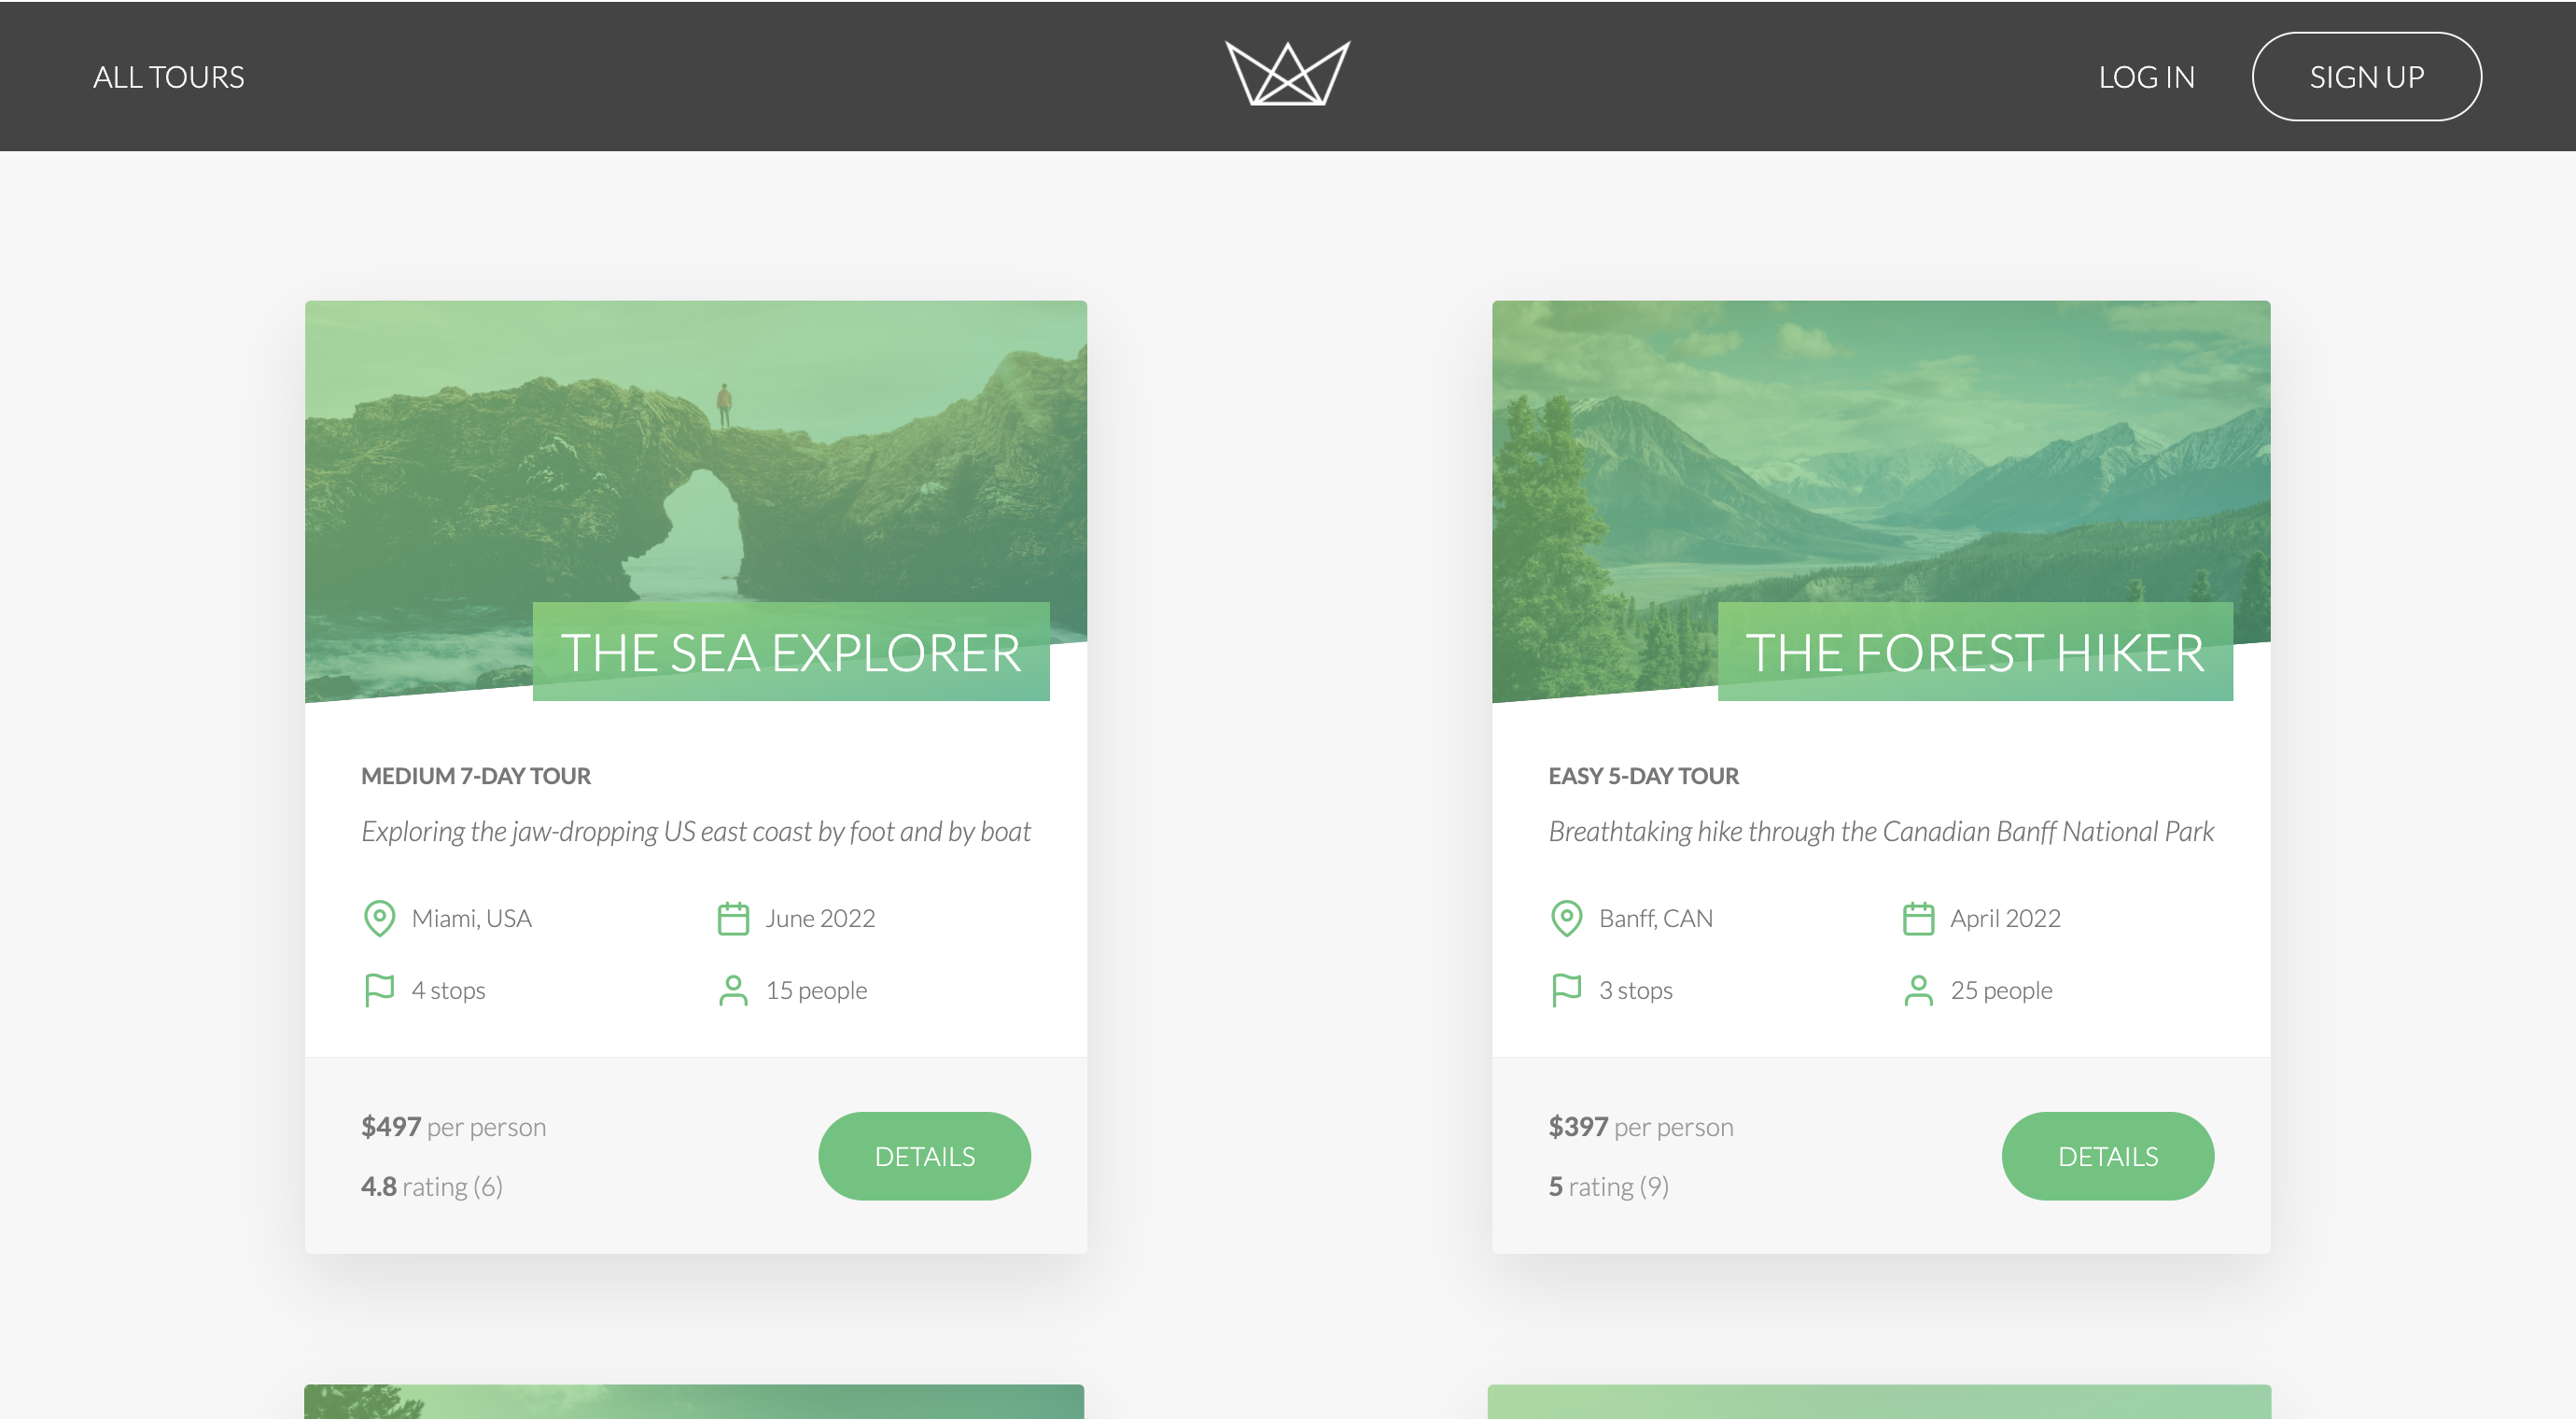 ALL TOURS
LOG IN
SIGN UP
THE SEA EXPLORER
MEDIUM 7-DAY TOUR
Exploring the jaw-dropping US east coast by foot and by boat
Miami, USA
June 2022
4 stops
15 people
$497 per person
4.8 rating (6)
DETAILS
THE FOREST HIKER
EASY 5-DAY TOUR
Breathtaking hike through the Canadian Banff National Park
Banff, CAN
April 2022
3 stops
25 people
$397 per person
5 rating (9)
DETAILS